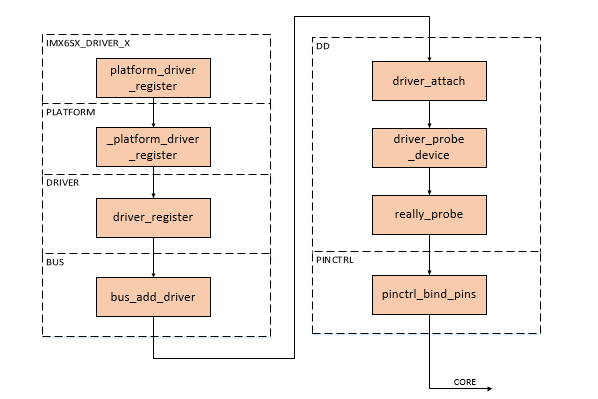 IMX6SX_DRIVER_X
platform_driver
_register
PLATFORM
_platform_driver
_register
DRIVER
driver_register
BUS
bus_add_driver
DD
driver_attach
driver_probe
_device
really_probe
PINCTRL
pinctrl_bind_pins
CORE